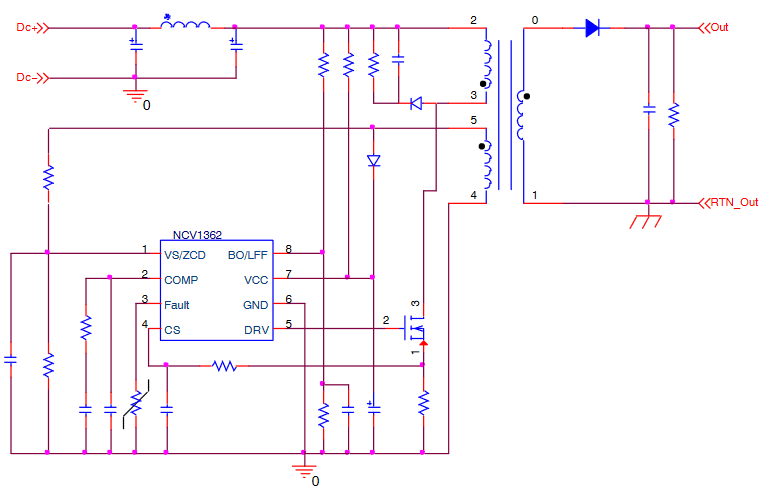 Dc+
2
0
Out
Dc−
3
0
5
4
1
RTN_Out
NCV1362
1 VS/ZCD BO/LFF 8
2 COMP VCC 7
3 Fault GND 6
4 CS DRV 5
3
2
1
0